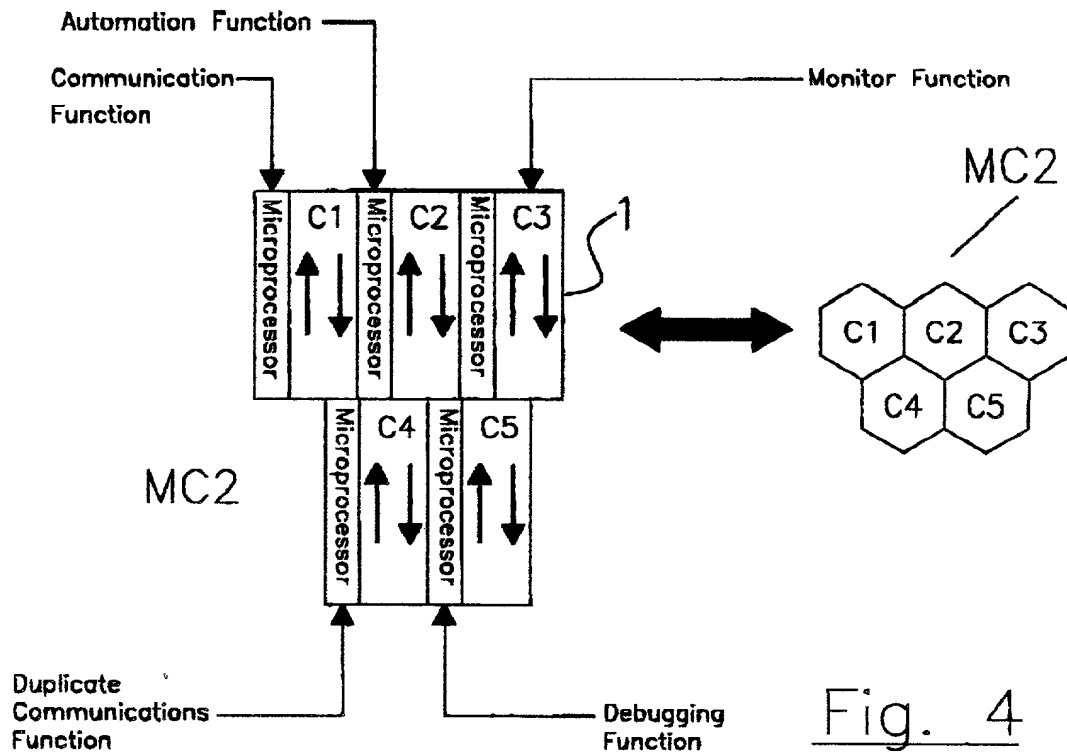 Automation Function
Communication
Function
Monitor Function
MC2
1
Microprocessor
C1
Microprocessor
C2
Microprocessor
C3
C1
C2
C3
C4
C5
Microprocessor
C4
Microprocessor
C5
MC2
Duplicate
Communications
Function
Debugging
Function
Fig. 4